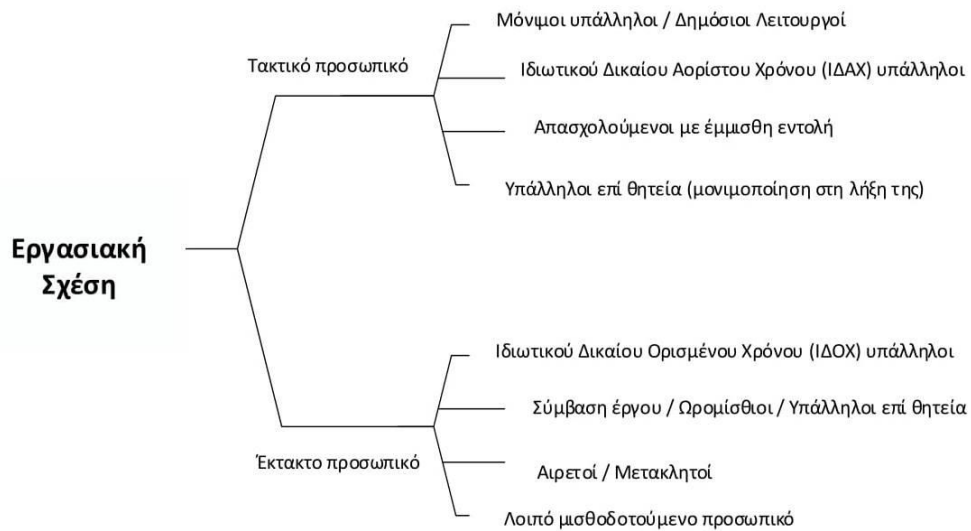 Μόνιμοι υπάλληλοι / Δημόσιοι Λειτουργοί
Τακτικό προσωπικό
Ιδιωτικού Δικαίου Αορίστου Χρόνου (ΙΔΑΧ) υπάλληλοι
Απασχολούμενοι με έμμισθη εντολή
Υπάλληλοι επί θητεία (μονιμοποίηση στη λήξη της)
Εργασιακή
Σχέση
Ιδιωτικού Δικαίου Ορισμένου Χρόνου (ΙΔΟΧ) υπάλληλοι
Σύμβαση έργου / Ωρομίσθιοι / Υπάλληλοι επί θητεία
Έκτακτο προσωπικό
Αιρετοί / Μετακλητοί
Λοιπό μισθοδοτούμενο προσωπικό